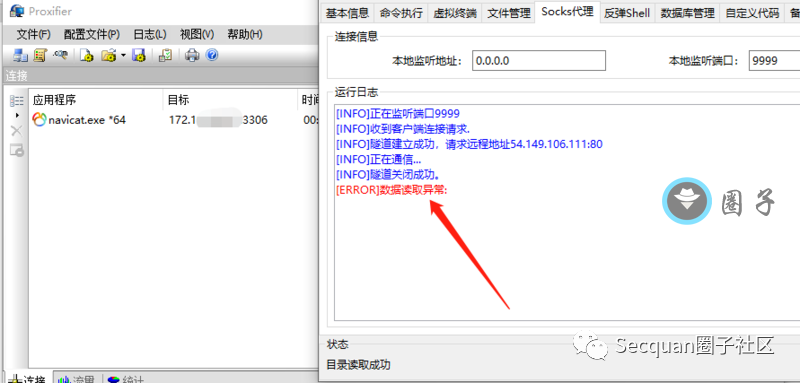 Proxifier
文件(F) 配置文件(P) 日志(L) 视图(V) 帮助(H)
连接
应用程序 目标 时间
navicat.exe *64 172.1 3306 00:
连接 流量 统计
基本信息 命令执行 虚拟终端 文件管理 Socks代理 反弹Shell 数据库管理 自定义代码 备
连接信息
本地监听地址: 0.0.0.0 本地监听端口: 9999
运行日志
[INFO]正在监听端口9999
[INFO]收到客户端连接请求.
[INFO]隧道建立成功，请求远程地址54.149.106.111:80
[INFO]正在通信...
[INFO]隧道关闭成功。
[ERROR]数据读取异常:
圈子
状态
Secquan圈子社区
目录读取成功